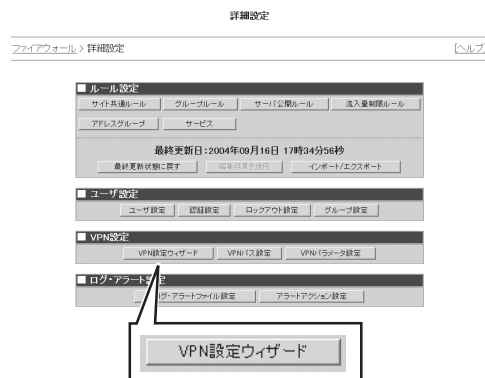 詳細設定
ファイアウォール > 詳細設定 [ヘルプ]
■ ルール設定
サイト共通ルール グループルール サーバ公開ルール 流入量制限ルール
アドレスグループ サービス
最終更新日:2004年09月16日 17時34分56秒
最終更新状態に戻す 編集結果を適用 インポート/エクスポート
■ ユーザ設定
ユーザ設定 認証設定 ロックアウト設定 グループ設定
■ VPN設定
VPN設定ウィザード VPNパス設定 VPNパラメータ設定
■ ログ・アラート設定
ログ・アラートファイル設定 アラートアクション設定
VPN設定ウィザード